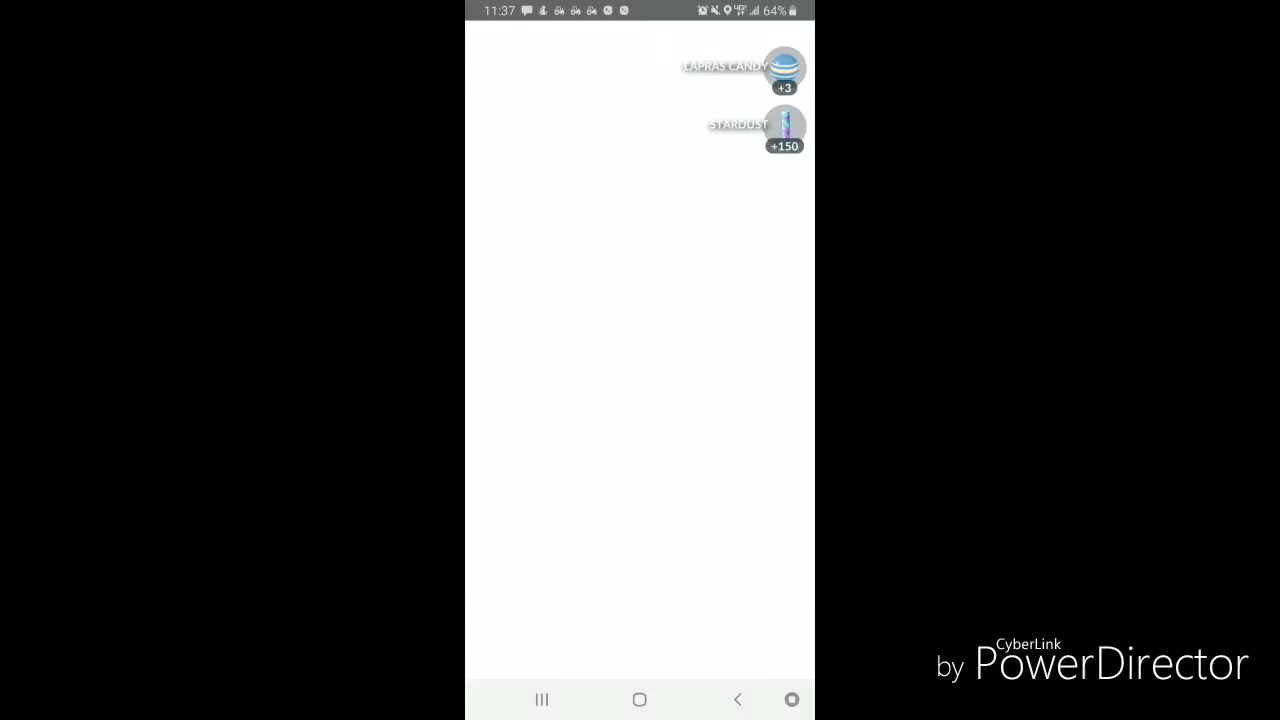 11:37
64%
LAPRAS CANDY
+3
STARDUST
+150
CyberLink
by PowerDirector